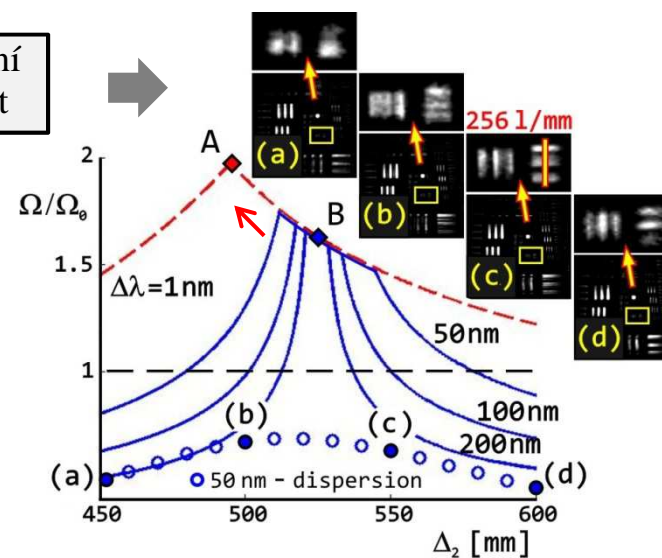 ní
t
(a)
(b)
256 l/mm
(c)
(d)
A
B
Ω/Ω₀
2
1.5
1
Δλ=1nm
50nm
100nm
200nm
(a)
(b)
(c)
(d)
50 nm - dispersion
450 500 550 600
Δ₂ [mm]